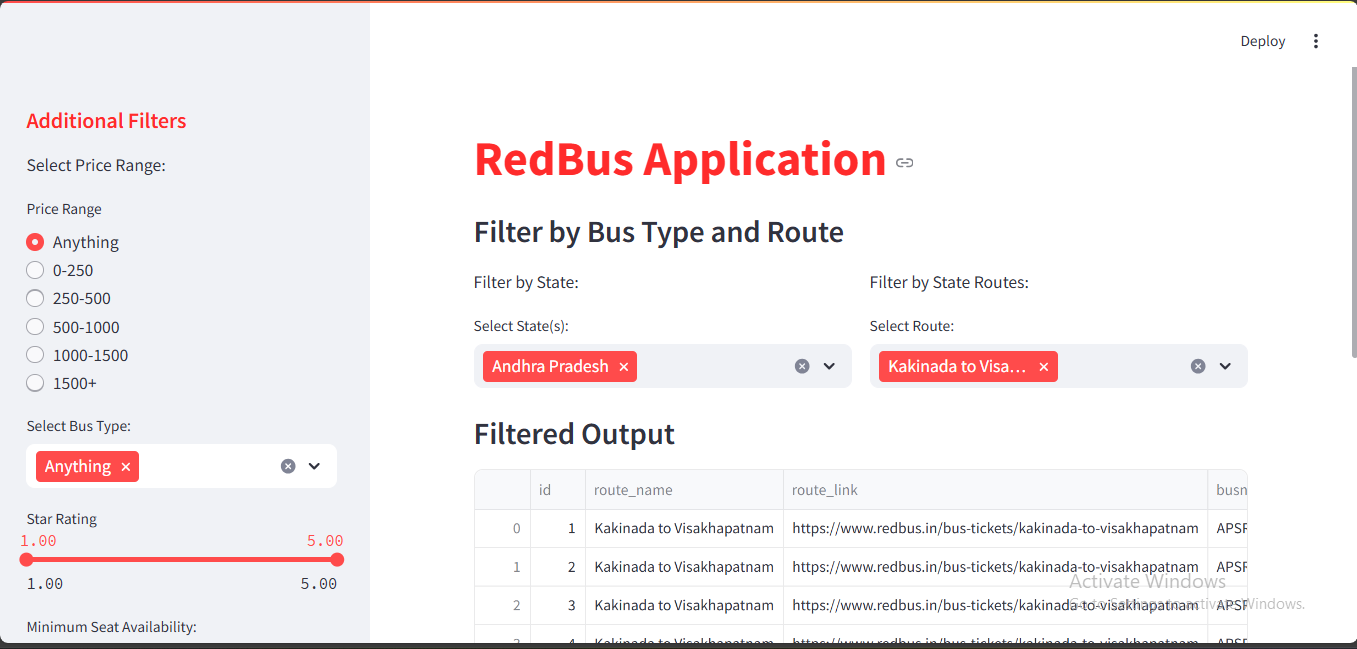 Deploy
Additional Filters
Select Price Range:
Price Range
Anything
0-250
250-500
500-1000
1000-1500
1500+
Select Bus Type:
Anything
Star Rating
1.00 5.00
1.00 5.00
Minimum Seat Availability:
RedBus Application
Filter by Bus Type and Route
Filter by State: Filter by State Routes:
Select State(s): Select Route:
Andhra Pradesh Kakinada to Visa...
Filtered Output
id route_name route_link busn
0 1 Kakinada to Visakhapatnam https://www.redbus.in/bus-tickets/kakinada-to-visakhapatnam APSF
1 2 Kakinada to Visakhapatnam https://www.redbus.in/bus-tickets/kakinada-to-visakhapatnam APSF
2 3 Kakinada to Visakhapatnam https://www.redbus.in/bus-tickets/kakinada-to-visakhapatnam APSF
3 4 Kakinada to Visakhapatnam https://www.redbus.in/bus-tickets/kakinada-to-visakhapatnam APSF
Activate Windows
Go to Settings to activate Windows.